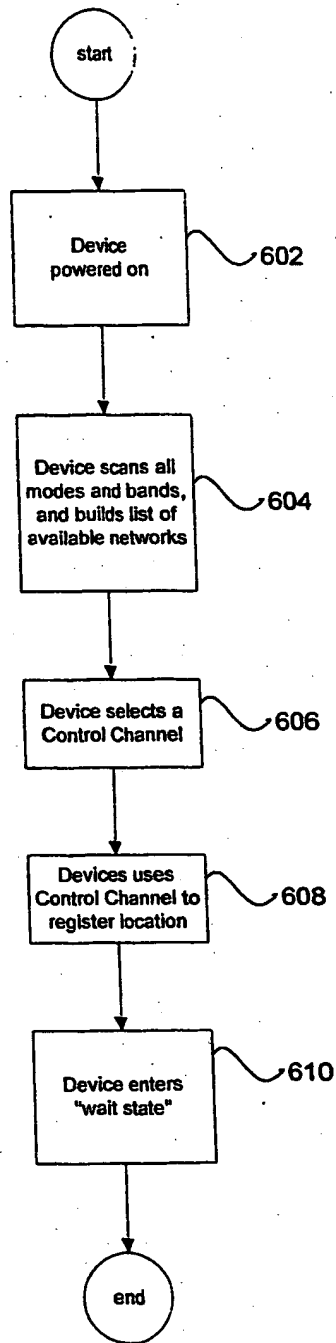 start
Device
powered on
602
Device scans all
modes and bands,
and builds list of
available networks
604
Device selects a
Control Channel
606
Devices uses
Control Channel to
register location
608
Device enters
"wait state"
610
end